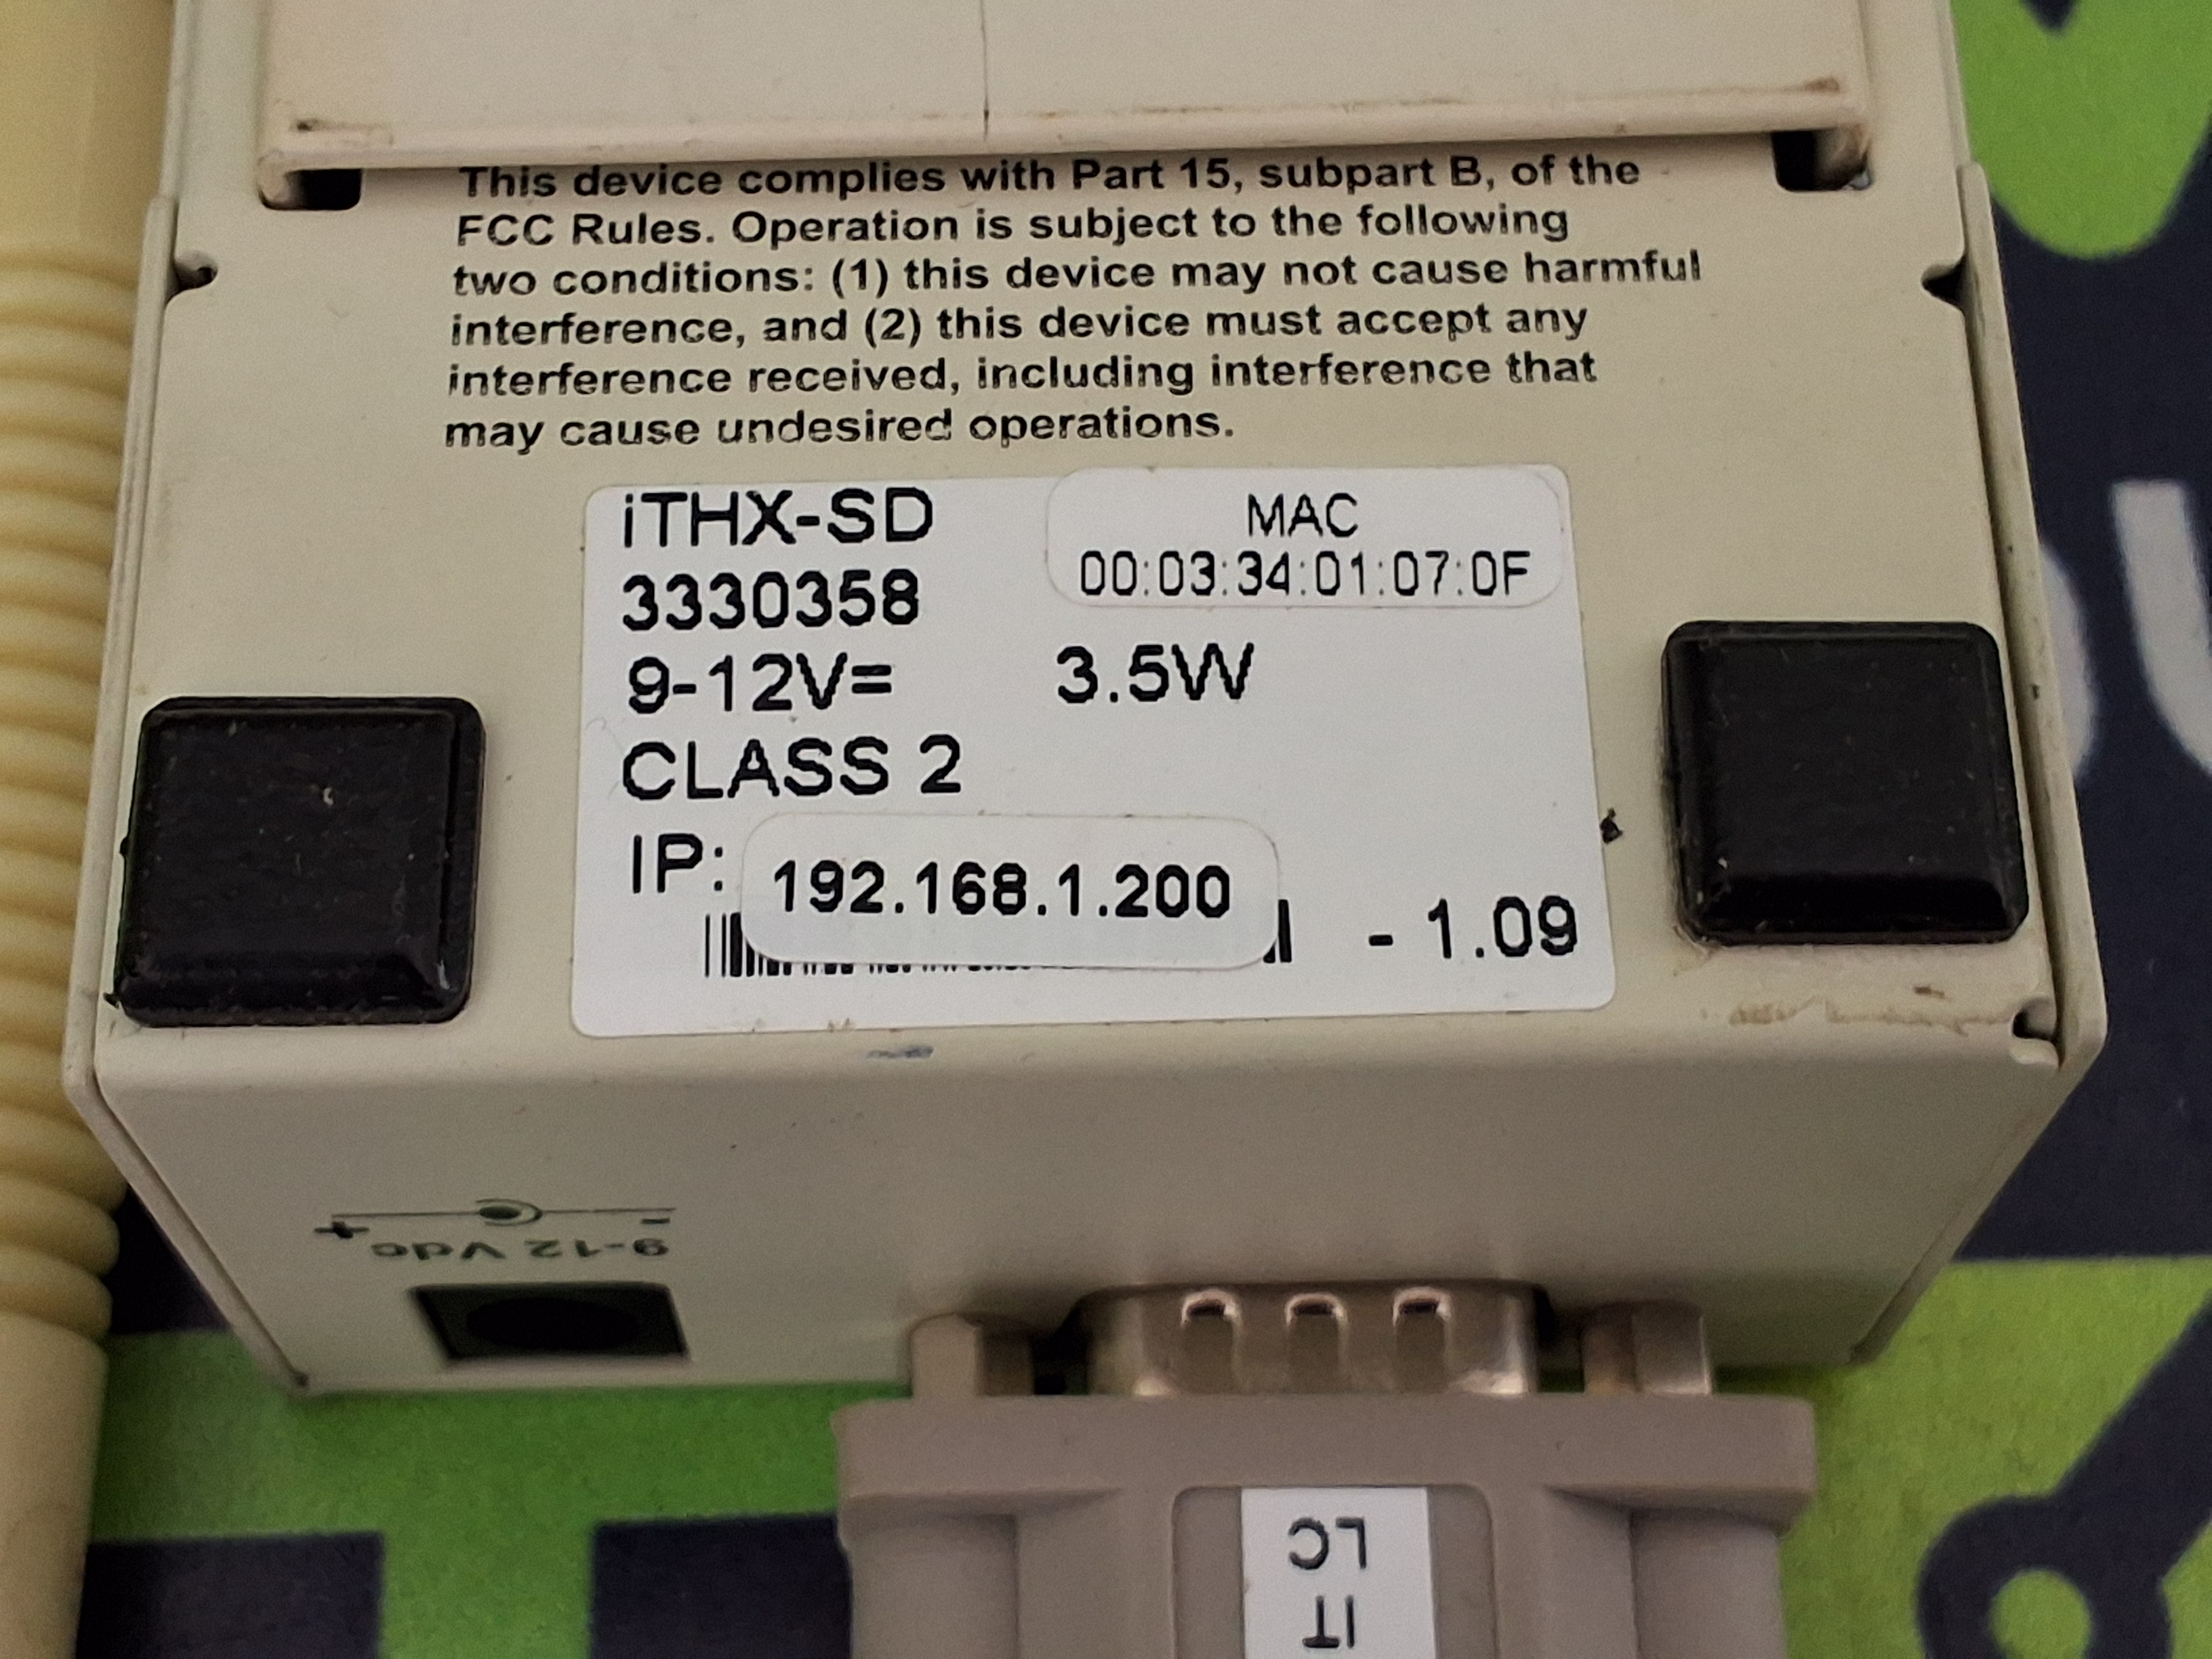 This device complies with Part 15, subpart B, of the
FCC Rules. Operation is subject to the following
two conditions: (1) this device may not cause harmful
interference, and (2) this device must accept any
interference received, including interference that
may cause undesired operations.
iTHX-SD
MAC
00:03:34:01:07:0F
3330358
9-12V= 3.5W
CLASS 2
IP: 192.168.1.200
- 1.09
- +
9-12 Vdc
IT
LC